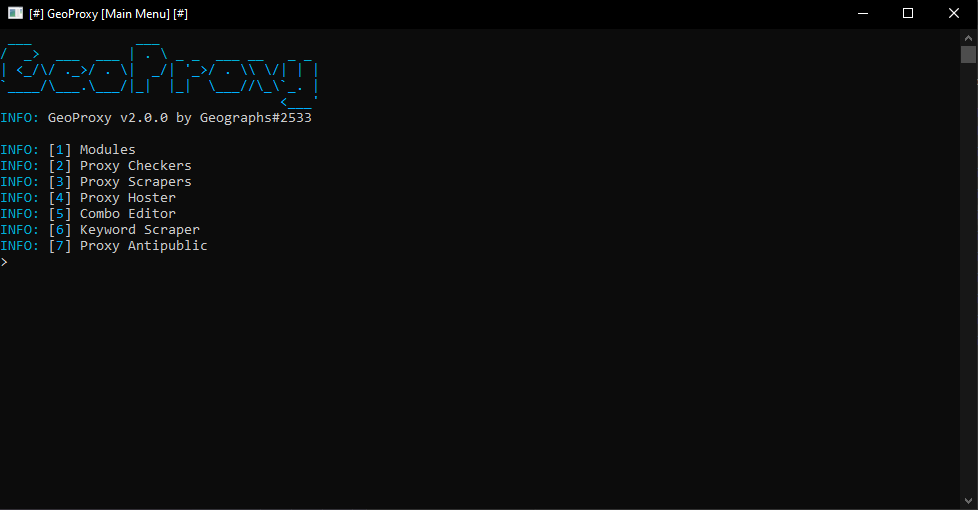 [#] GeoProxy [Main Menu] [#]
GeoProxy
INFO: GeoProxy v2.0.0 by Geographs#2533
INFO: [1] Modules
INFO: [2] Proxy Checkers
INFO: [3] Proxy Scrapers
INFO: [4] Proxy Hoster
INFO: [5] Combo Editor
INFO: [6] Keyword Scraper
INFO: [7] Proxy Antipublic
>